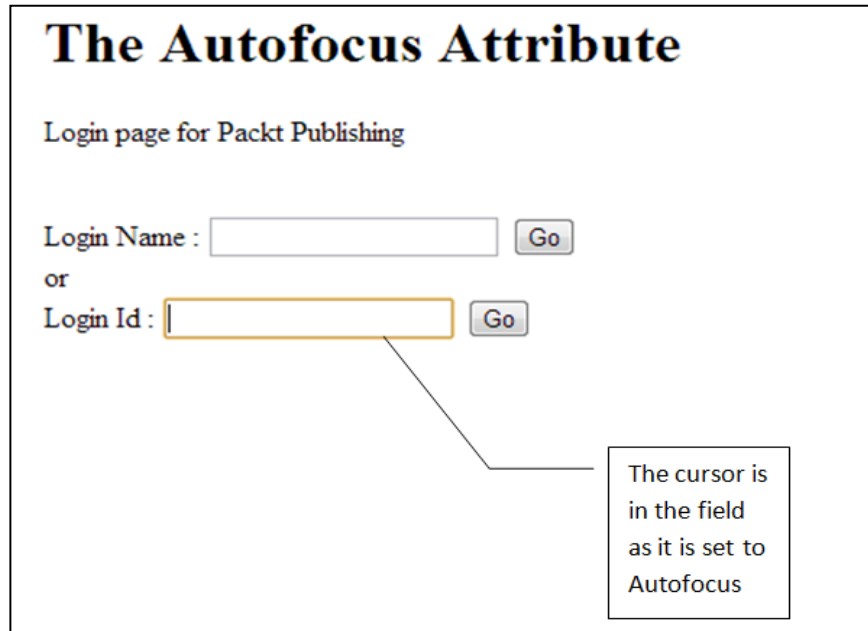 The Autofocus Attribute
Login page for Packt Publishing
Login Name : Go
or
Login Id : Go
The cursor is
in the field
as it is set to
Autofocus